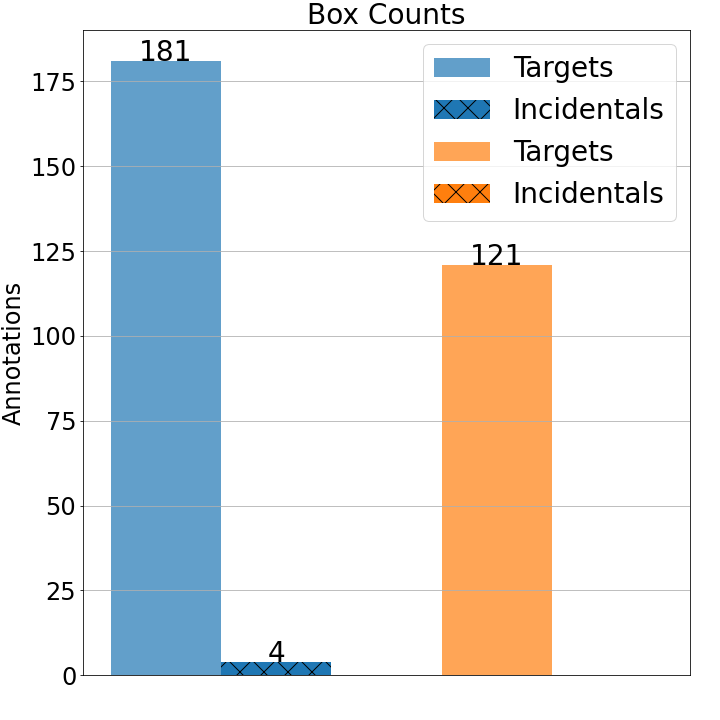 Box Counts
181
Targets
Incidentals
Targets
Incidentals
121
4
175
150
125
100
75
50
25
0
Annotations